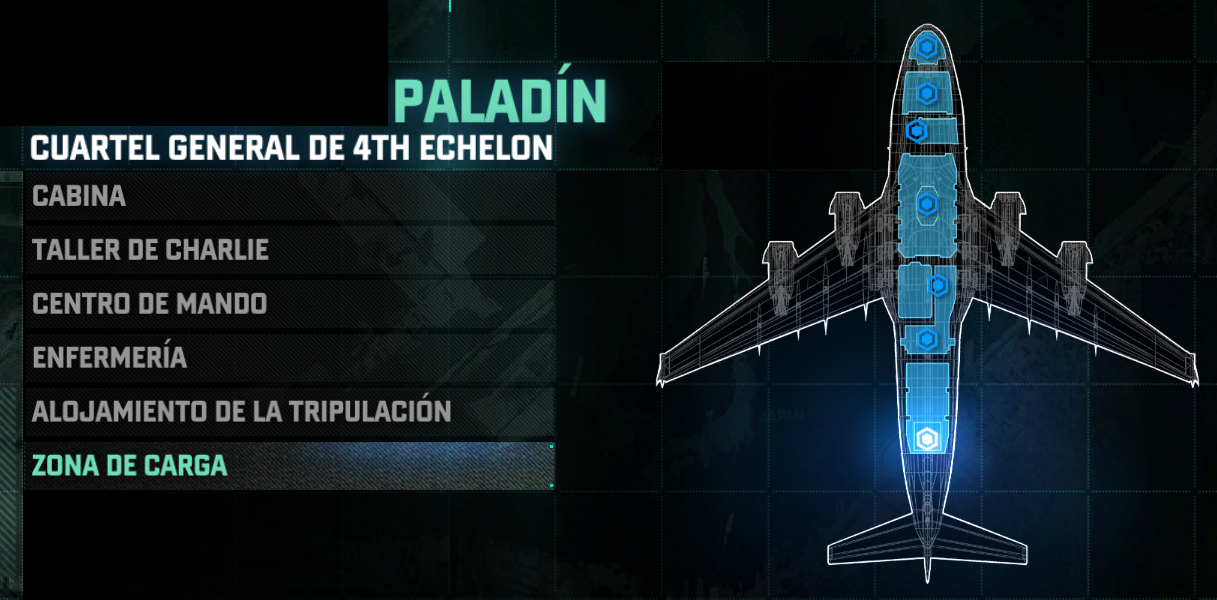 PALADÍN
CUARTEL GENERAL DE 4TH ECHELON
CABINA
TALLER DE CHARLIE
CENTRO DE MANDO
ENFERMERÍA
ALOJAMIENTO DE LA TRIPULACIÓN
ZONA DE CARGA